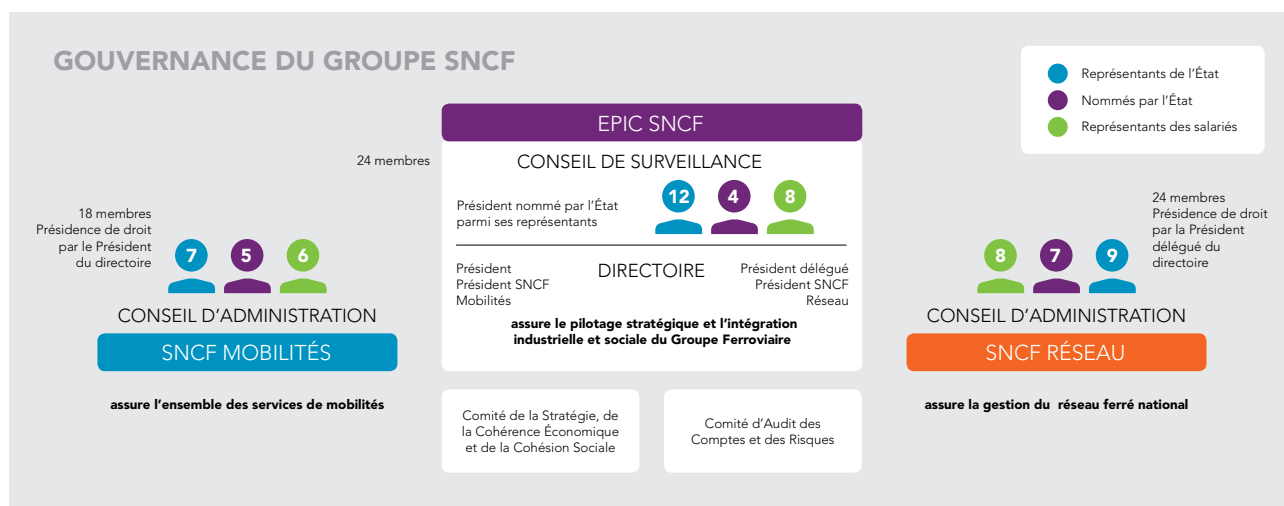 GOUVERNANCE DU GROUPE SNCF
Représentants de l'État
Nommés par l'État
Représentants des salariés
EPIC SNCF
24 membres
CONSEIL DE SURVEILLANCE
Président nommé par l'État
parmi ses représentants
12
4
8
Président
Président SNCF
Mobilités
DIRECTOIRE
Président délégué
Président SNCF
Réseau
assure le pilotage stratégique et l'intégration
industrielle et sociale du Groupe Ferroviaire
18 membres
Présidence de droit
par le Président
du directoire
7
5
6
CONSEIL D'ADMINISTRATION
SNCF MOBILITÉS
assure l'ensemble des services de mobilités
24 membres
Présidence de droit
par la Président
délégué du
directoire
8
7
9
CONSEIL D'ADMINISTRATION
SNCF RÉSEAU
assure la gestion du réseau ferré national
Comité de la Stratégie, de
la Cohérence Économique
et de la Cohésion Sociale
Comité d'Audit des
Comptes et des Risques